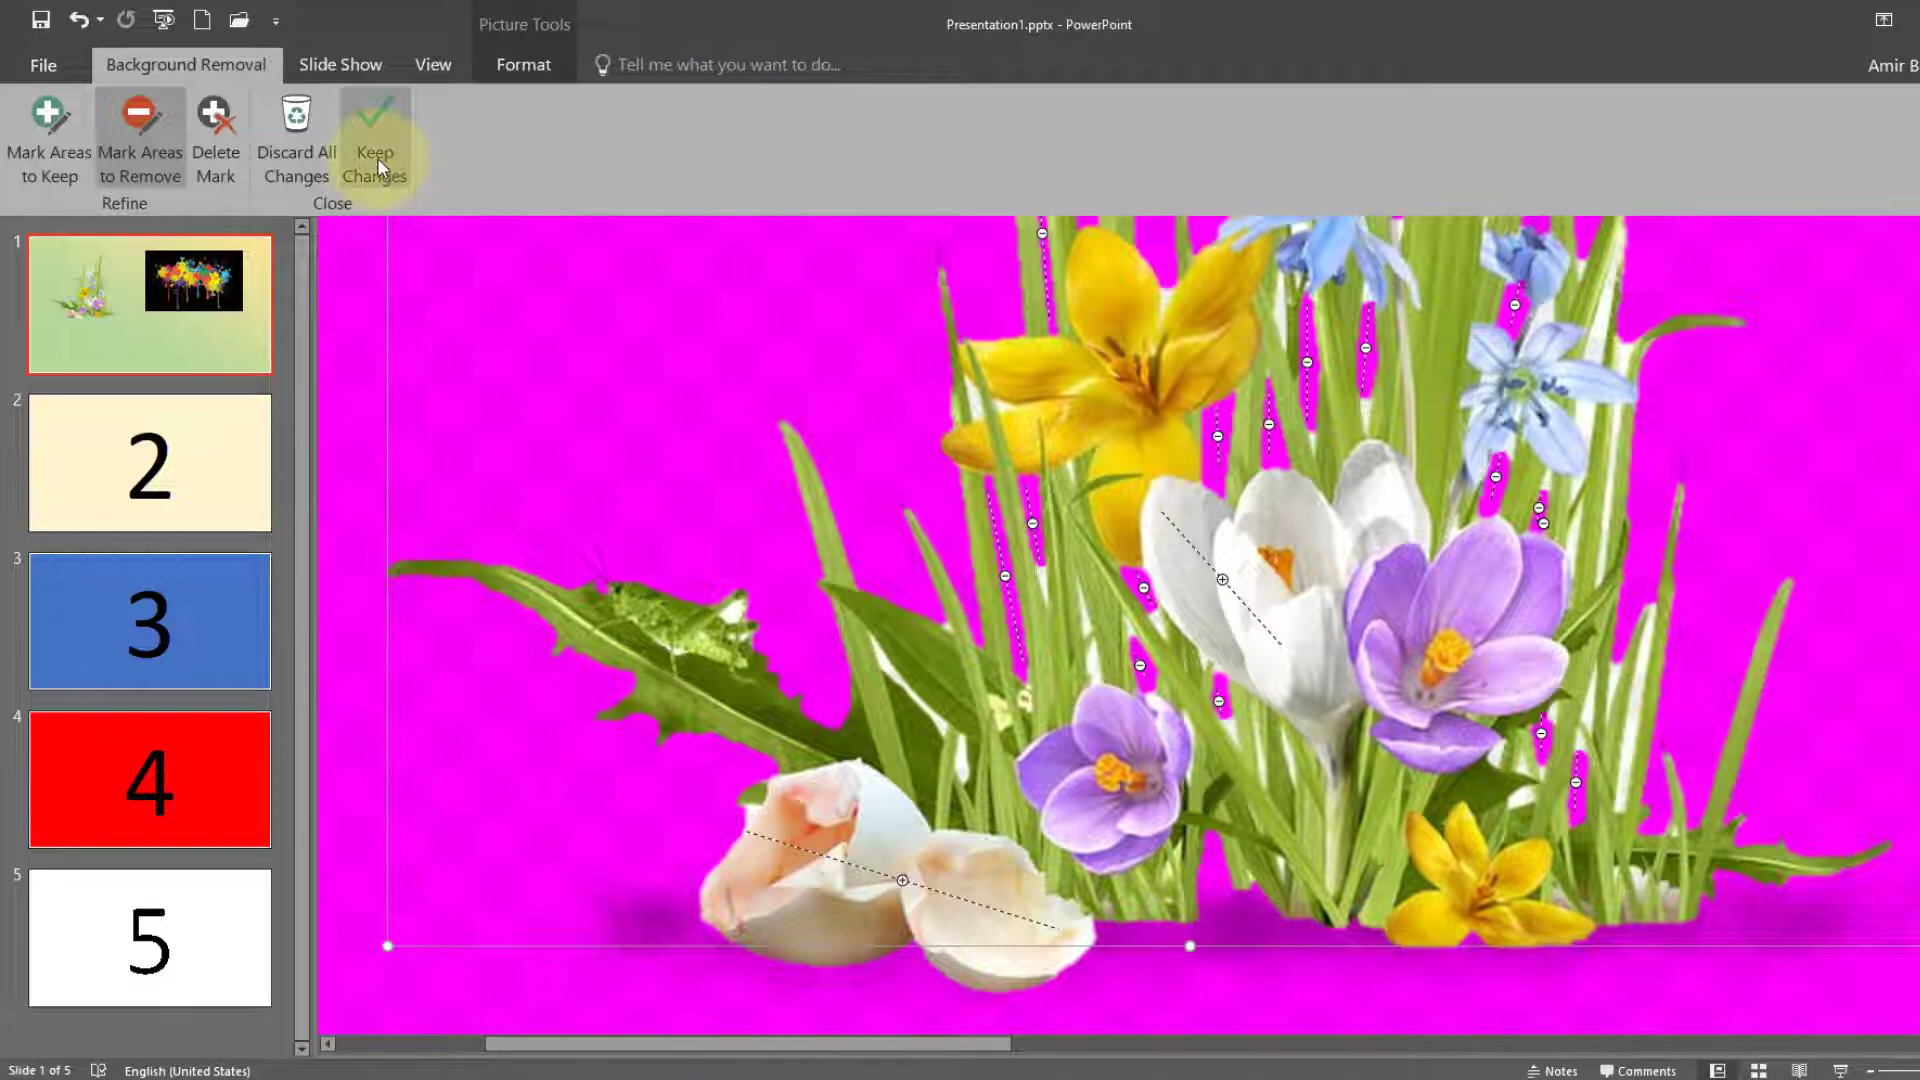 Picture Tools
Presentation1.pptx - PowerPoint
File
Background Removal
Slide Show
View
Format
Tell me what you want to do...
Amir B
Mark Areas
to Keep
Mark Areas
to Remove
Delete
Mark
Discard All
Changes
Keep
Changes
Refine
Close
1
2
2
3
3
4
4
5
5
Slide 1 of 5
English (United States)
Notes
Comments